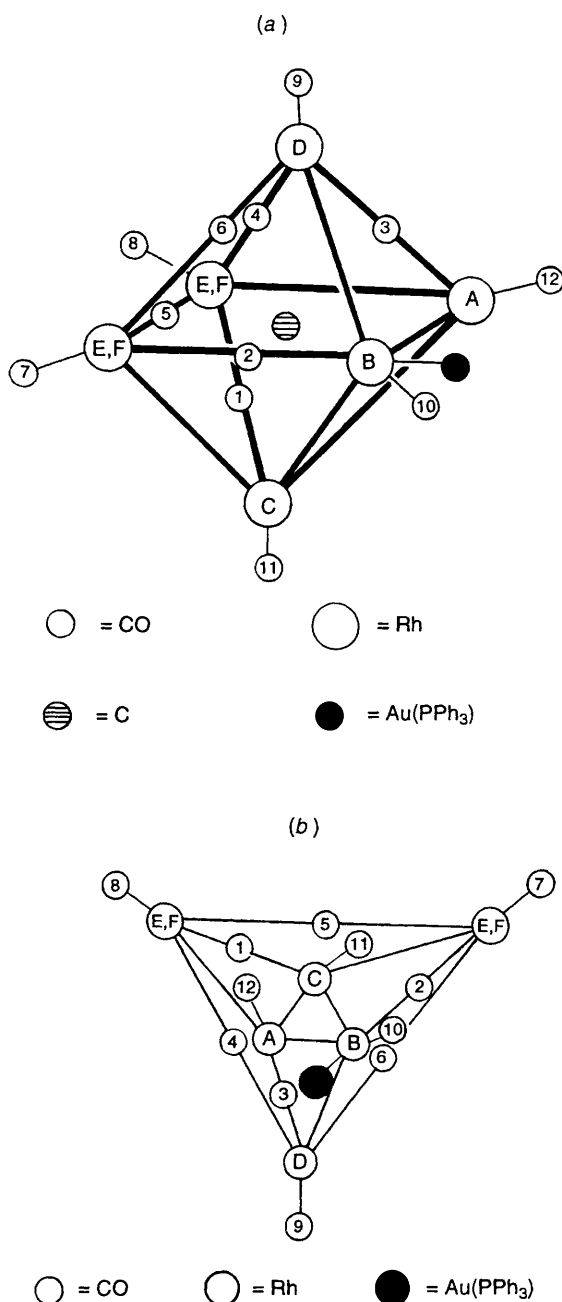 (a)
9
D
6 4 3
8
E,F A 12
5
E,F 2 B
7
1 10
C
11
= CO = Rh
= C = Au(PPh₃)
(b)
8 7
E,F 5 E,F
1 11
12 C 2
A B 10
4 6
3
D
9
= CO = Rh = Au(PPh₃)